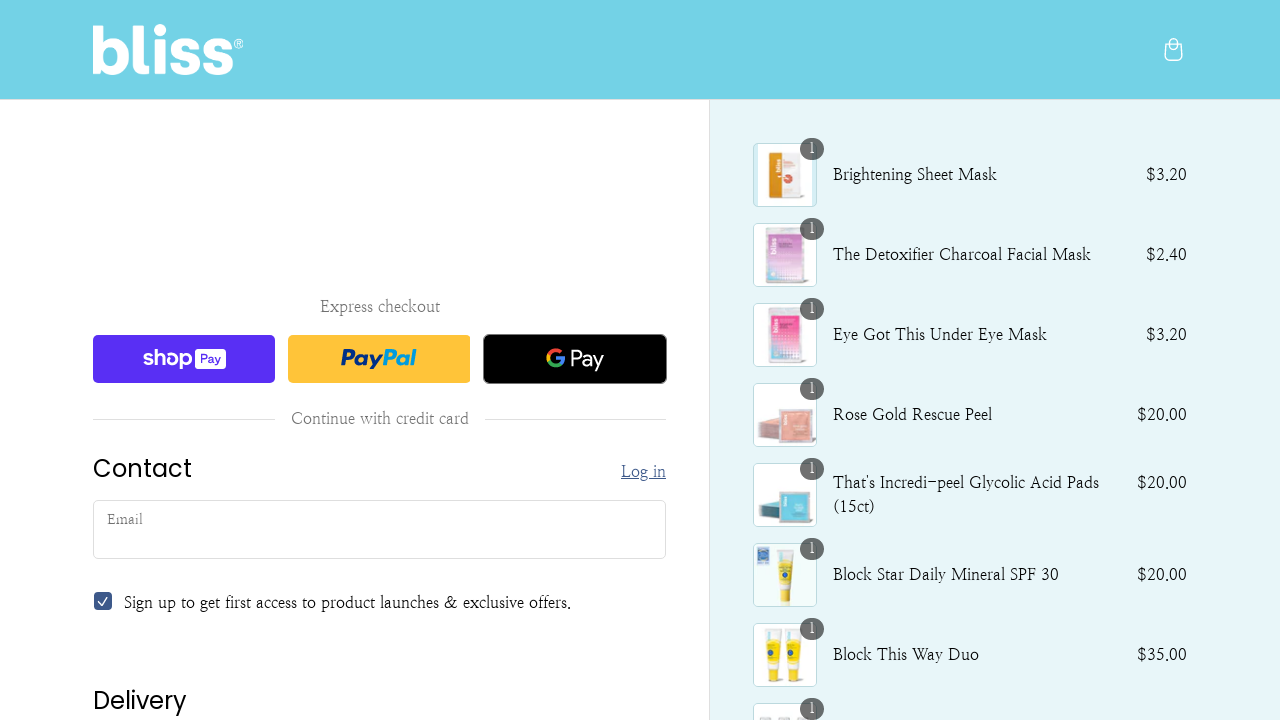 bliss®
Express checkout
shop Pay
PayPal
G Pay
Continue with credit card
Contact
Log in
Email
Sign up to get first access to product launches & exclusive offers.
Delivery
1
Brightening Sheet Mask
$3.20
1
The Detoxifier Charcoal Facial Mask
$2.40
1
Eye Got This Under Eye Mask
$3.20
1
Rose Gold Rescue Peel
$20.00
1
That's Incredi-peel Glycolic Acid Pads
(15ct)
$20.00
1
Block Star Daily Mineral SPF 30
$20.00
1
Block This Way Duo
$35.00
1